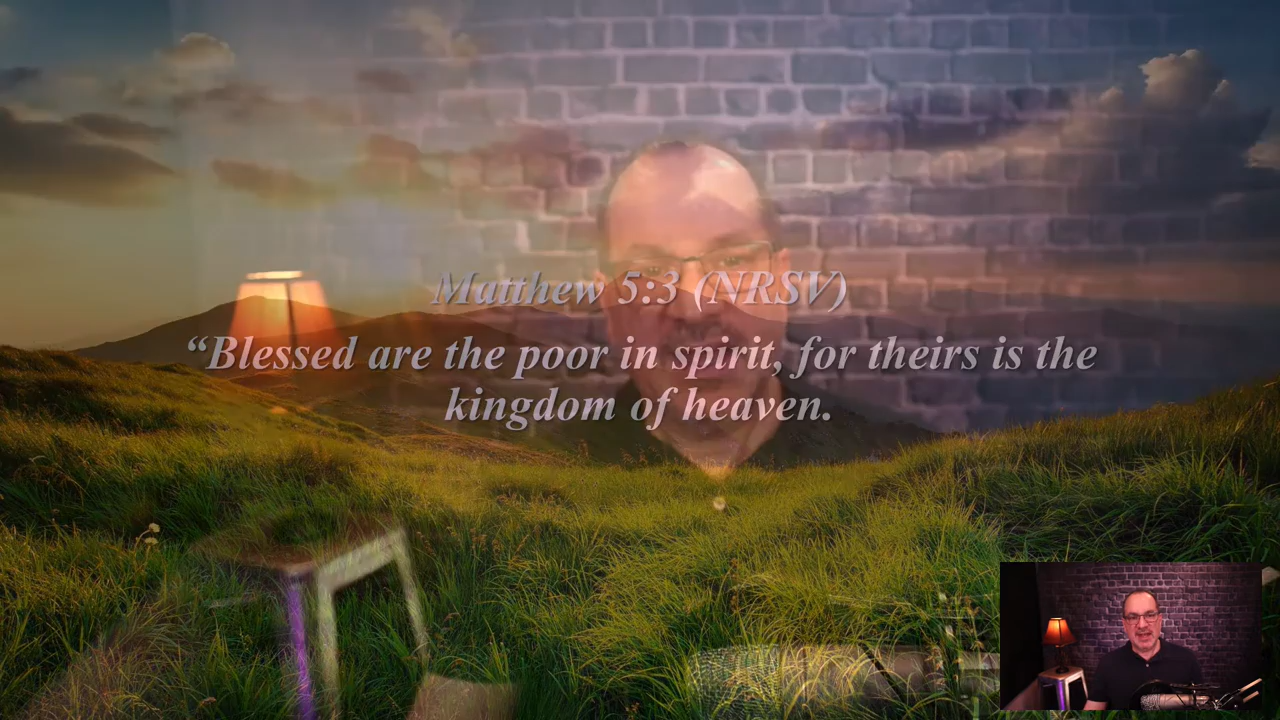 Matthew 5:3 (NRSV)
“Blessed are the poor in spirit, for theirs is the
kingdom of heaven.